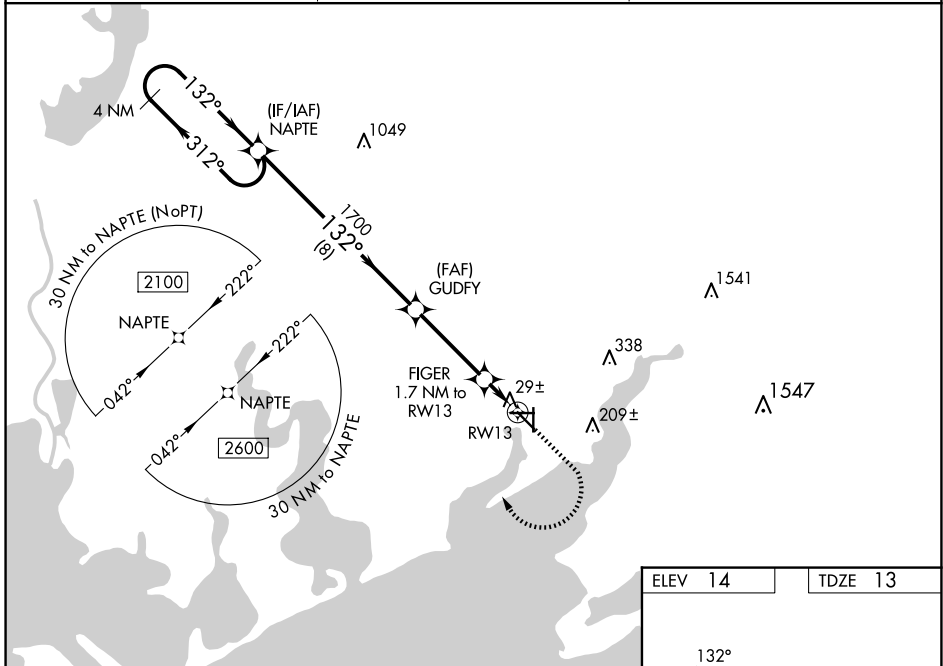 132°
4 NM
312°
(IF/IAF)
NAPTE
1049
1700
132°
(8)
30 NM to NAPTE (NoPT)
2100
222°
NAPTE
042°
(FAF)
GUDFY
1541
222°
NAPTE
042°
2600
30 NM to NAPTE
338
FIGER
1.7 NM to
RW13
29±
1547
RW13
209±
ELEV 14
TDZE 13
132°